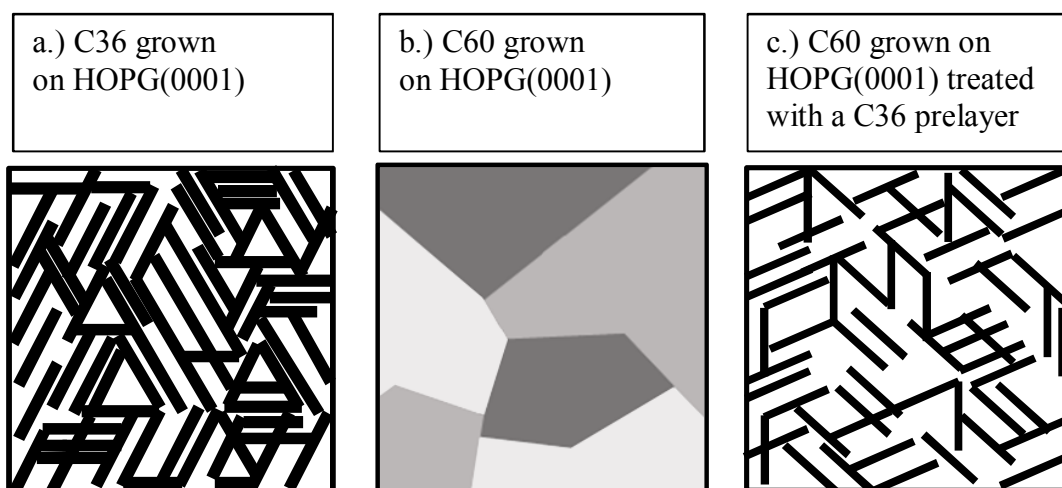 a.) C36 grown
on HOPG(0001)
b.) C60 grown
on HOPG(0001)
c.) C60 grown on
HOPG(0001) treated
with a C36 prelayer